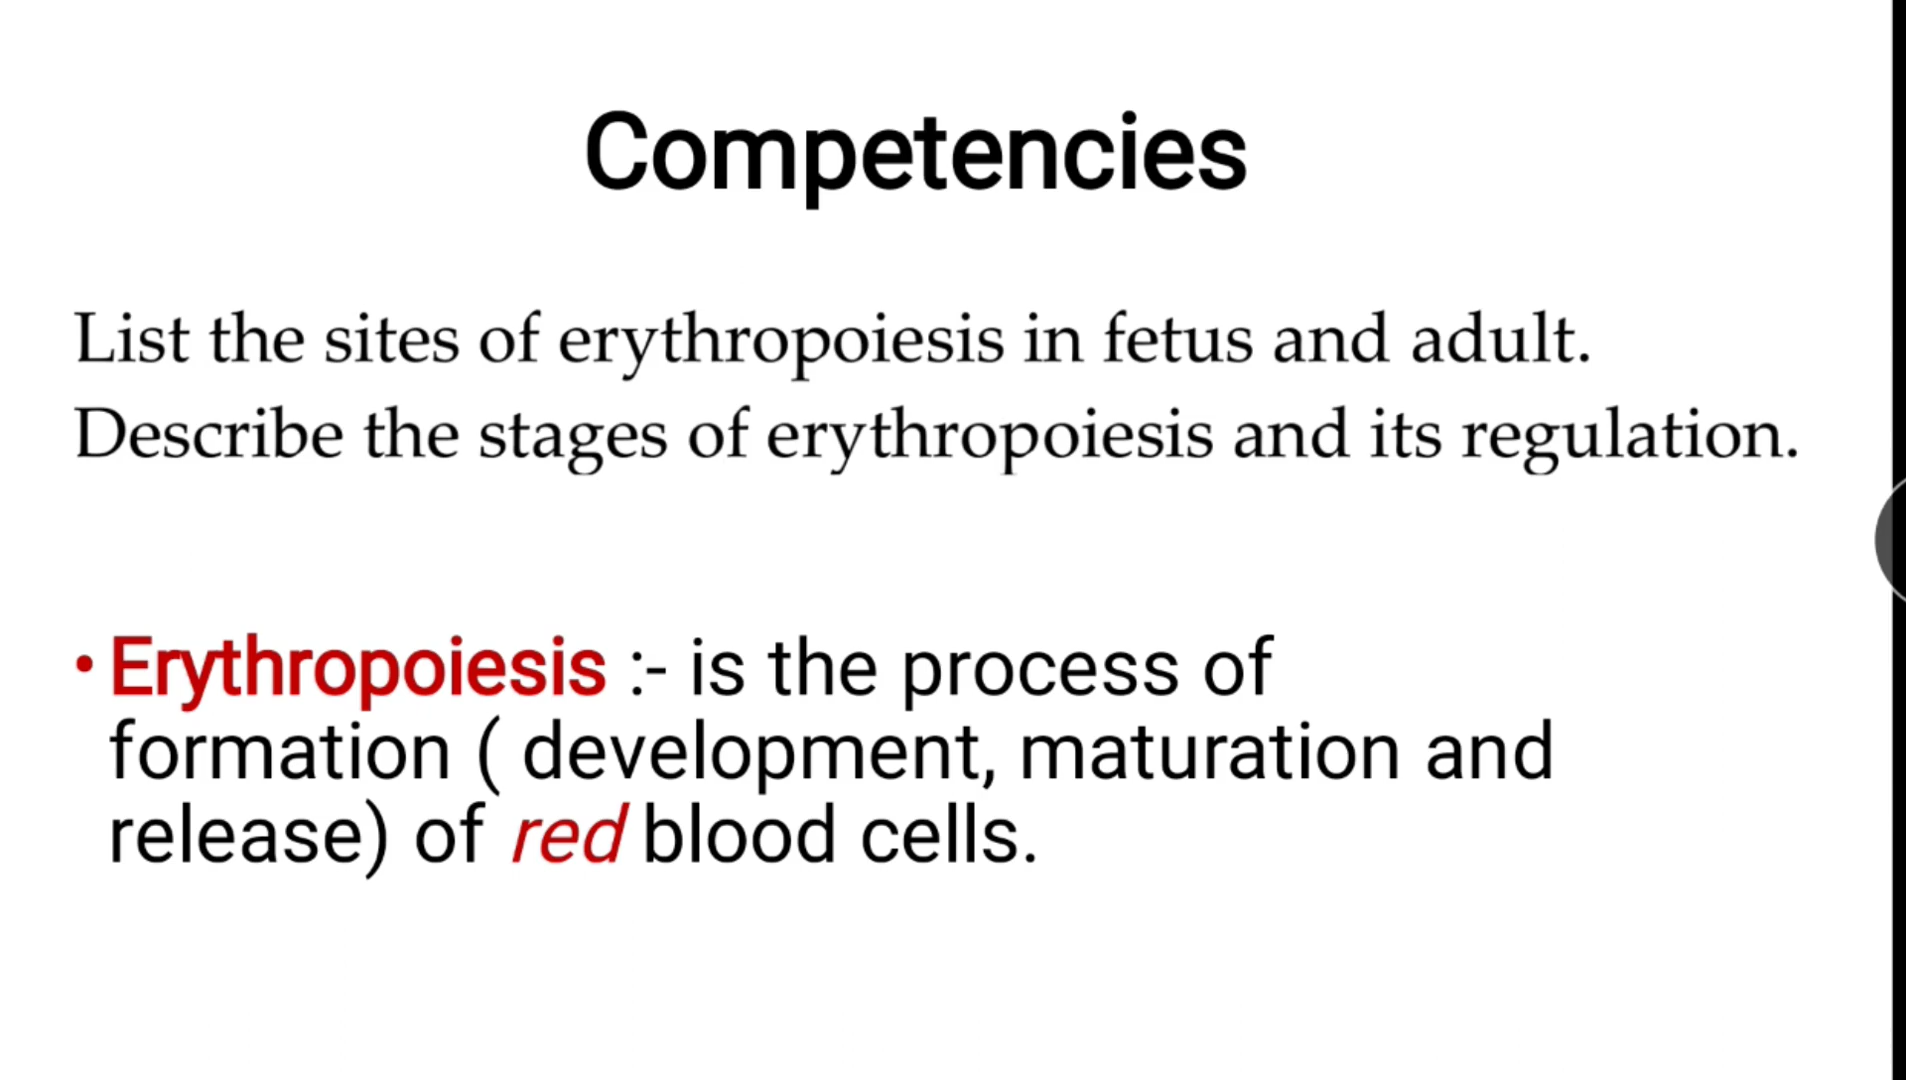 Competencies
List the sites of erythropoiesis in fetus and adult.
Describe the stages of erythropoiesis and its regulation.
• Erythropoiesis :- is the process of
formation ( development, maturation and
release) of red blood cells.